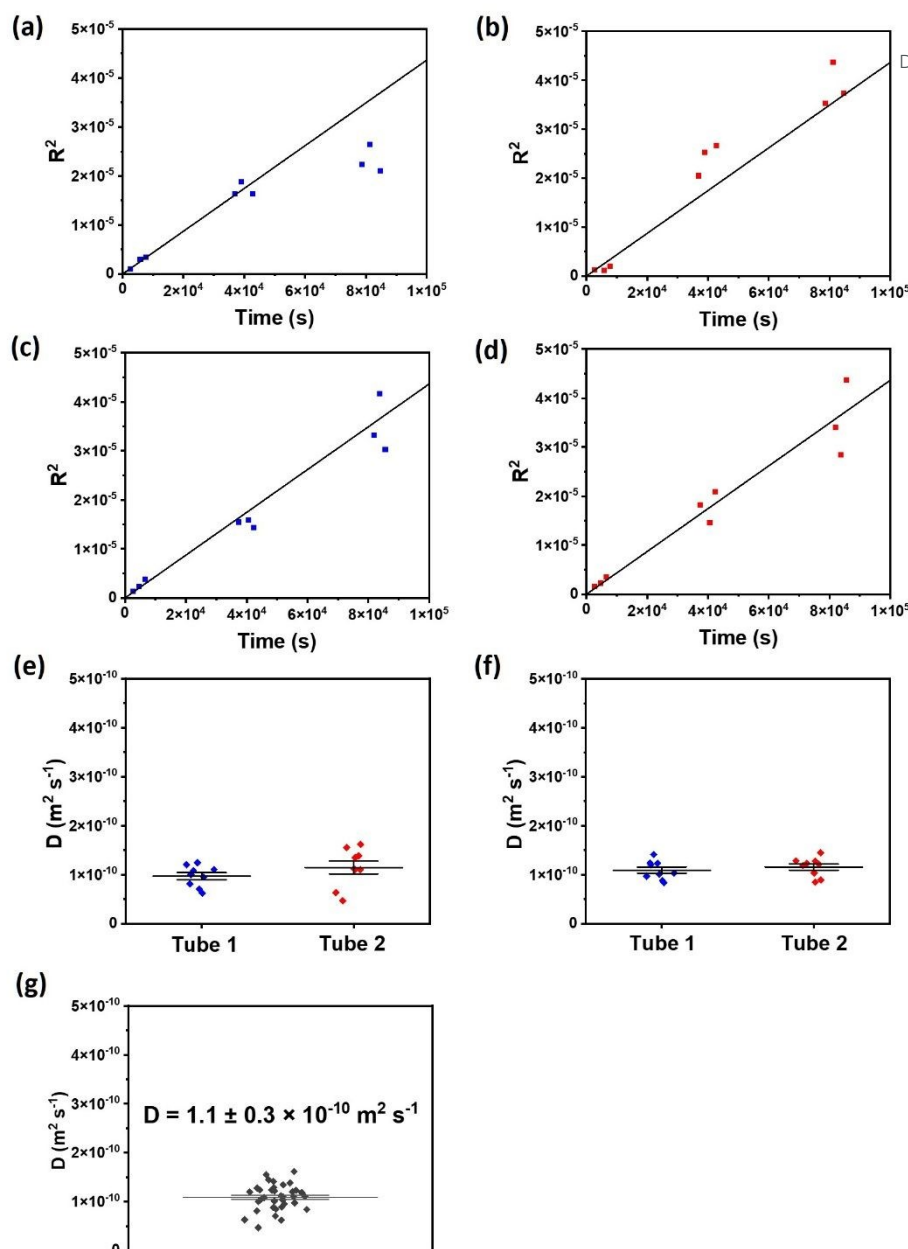 (a)
5×10⁻⁵
4×10⁻⁵
3×10⁻⁵
2×10⁻⁵
1×10⁻⁵
0
R²
0 2×10⁴ 4×10⁴ 6×10⁴ 8×10⁴ 1×10⁵
Time (s)
(b)
5×10⁻⁵
4×10⁻⁵
3×10⁻⁵
2×10⁻⁵
1×10⁻⁵
0
R²
0 2×10⁴ 4×10⁴ 6×10⁴ 8×10⁴ 1×10⁵
Time (s)
D
(c)
5×10⁻⁵
4×10⁻⁵
3×10⁻⁵
2×10⁻⁵
1×10⁻⁵
0
R²
0 2×10⁴ 4×10⁴ 6×10⁴ 8×10⁴ 1×10⁵
Time (s)
(d)
5×10⁻⁵
4×10⁻⁵
3×10⁻⁵
2×10⁻⁵
1×10⁻⁵
0
R²
0 2×10⁴ 4×10⁴ 6×10⁴ 8×10⁴ 1×10⁵
Time (s)
(e)
5×10⁻¹⁰
4×10⁻¹⁰
3×10⁻¹⁰
2×10⁻¹⁰
1×10⁻¹⁰
0
D (m² s⁻¹)
Tube 1 Tube 2
(f)
5×10⁻¹⁰
4×10⁻¹⁰
3×10⁻¹⁰
2×10⁻¹⁰
1×10⁻¹⁰
0
D (m² s⁻¹)
Tube 1 Tube 2
(g)
5×10⁻¹⁰
4×10⁻¹⁰
3×10⁻¹⁰
2×10⁻¹⁰
1×10⁻¹⁰
0
D (m² s⁻¹)
D = 1.1 ± 0.3 × 10⁻¹⁰ m² s⁻¹